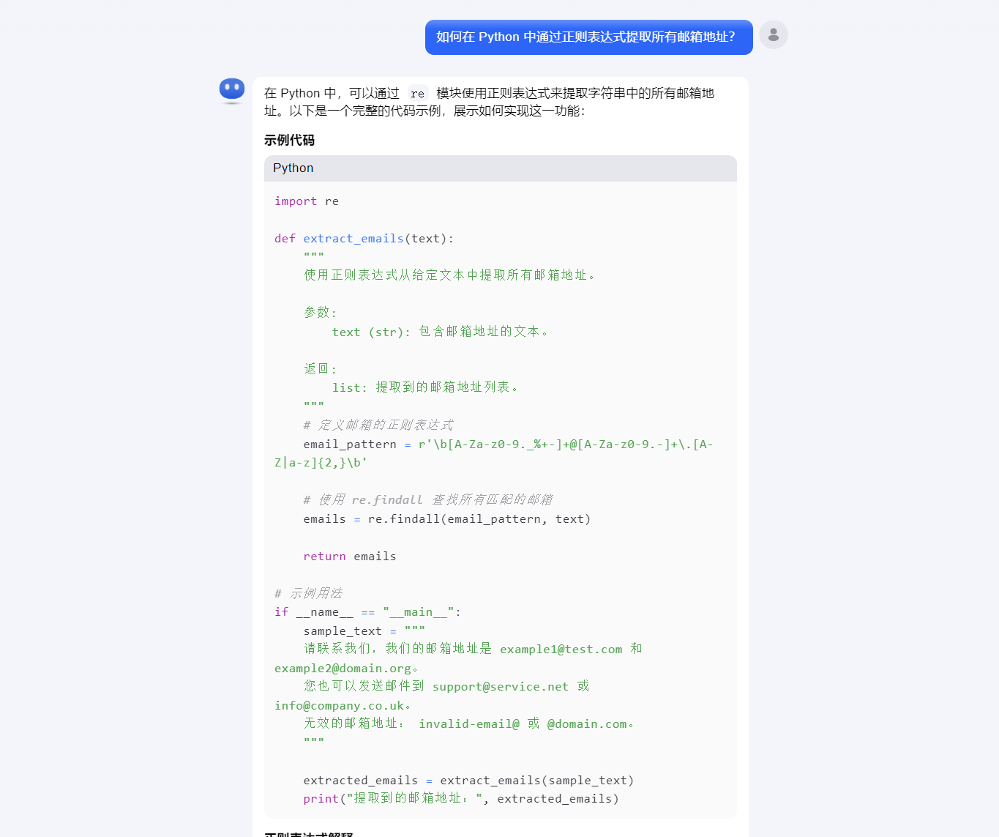 如何在 Python 中通过正则表达式提取所有邮箱地址？
在 Python 中，可以通过 re 模块使用正则表达式来提取字符串中的所有邮箱地
址。以下是一个完整的代码示例，展示如何实现这一功能：
示例代码
Python
import re
def extract_emails(text):
"""
使用正则表达式从给定文本中提取所有邮箱地址。
参数:
text (str): 包含邮箱地址的文本。
返回:
list: 提取到的邮箱地址列表。
"""
# 定义邮箱的正则表达式
email_pattern = r'\b[A-Za-z0-9._%+-]+@[A-Za-z0-9.-]+\.[A-
Z|a-z]{2,}\b'
# 使用 re.findall 查找所有匹配的邮箱
emails = re.findall(email_pattern, text)
return emails
# 示例用法
if __name__ == "__main__":
sample_text = """
请联系我们，我们的邮箱地址是 example1@test.com 和
example2@domain.org。
您也可以发送邮件到 support@service.net 或
info@company.co.uk。
无效的邮箱地址： invalid-email@ 或 @domain.com。
"""
extracted_emails = extract_emails(sample_text)
print("提取到的邮箱地址：", extracted_emails)
正则表达式解释